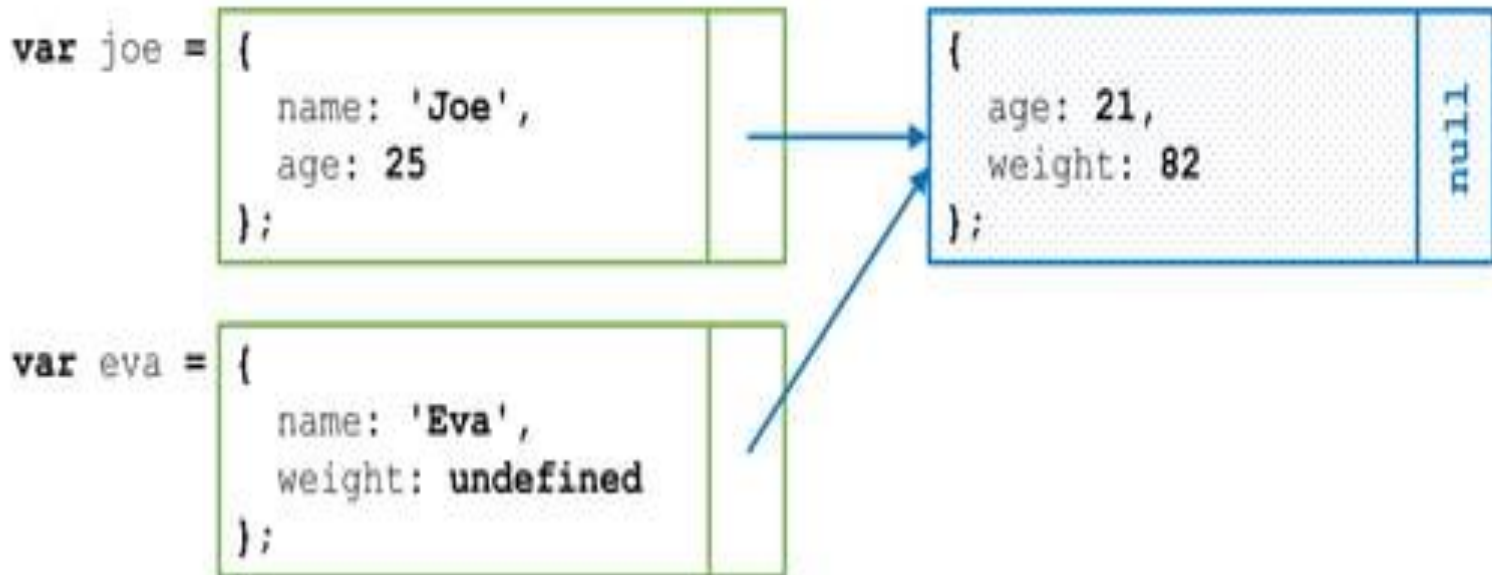 var joe = {
name: 'Joe',
age: 25
};
{
age: 21,
weight: 82
};
null
var eva = {
name: 'Eva',
weight: undefined
};